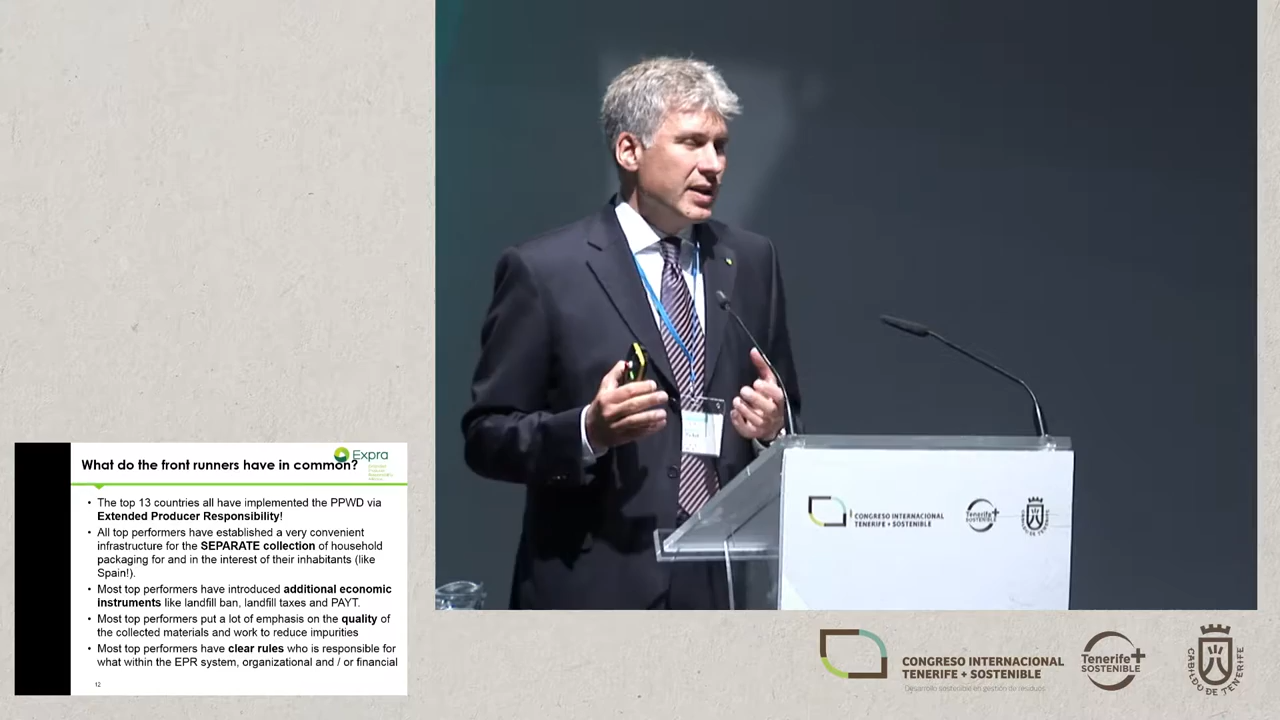 Expra
What do the front runners have in common?
• The top 13 countries all have implemented the PPWD via
Extended Producer Responsibility!
• All top performers have established a very convenient
infrastructure for the SEPARATE collection of household
packaging for and in the interest of their inhabitants (like
Spain!).
• Most top performers have introduced additional economic
instruments like landfill ban, landfill taxes and PAYT.
• Most top performers put a lot of emphasis on the quality of
the collected materials and work to reduce impurities
• Most top performers have clear rules who is responsible for
what within the EPR system, organizational and / or financial
12
CONGRESO INTERNACIONAL
TENERIFE + SOSTENIBLE
Tenerife+
SOSTENIBLE
CONGRESO INTERNACIONAL
TENERIFE + SOSTENIBLE
Desarrollo sostenible en gestión de residuos
Tenerife+
SOSTENIBLE
CABILDO DE TENERIFE